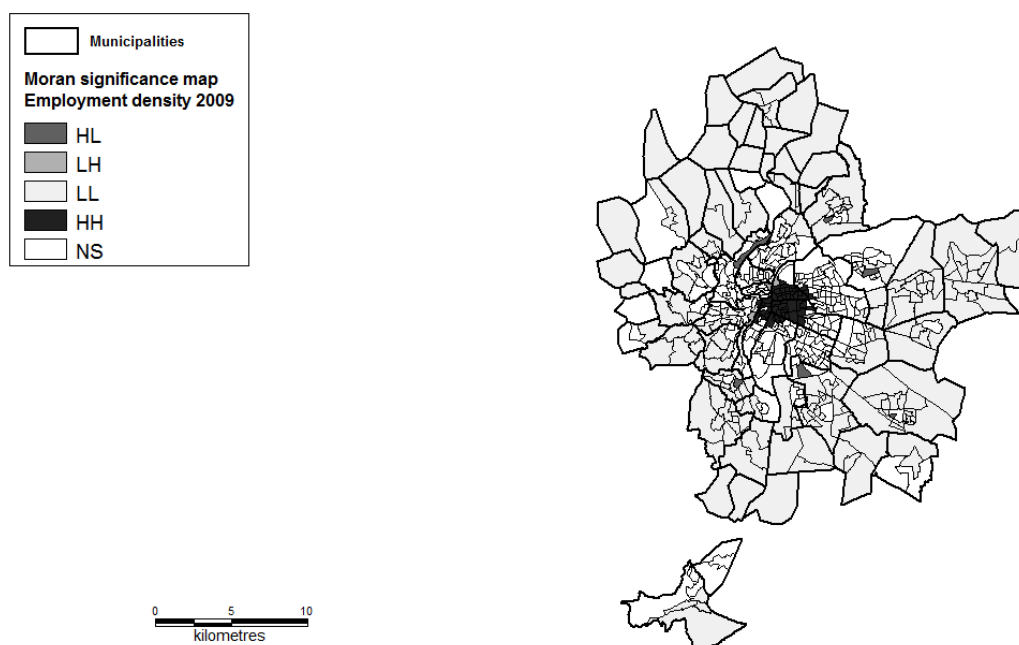 Municipalities
Moran significance map
Employment density 2009
HL
LH
LL
HH
NS
0 5 10
kilometres